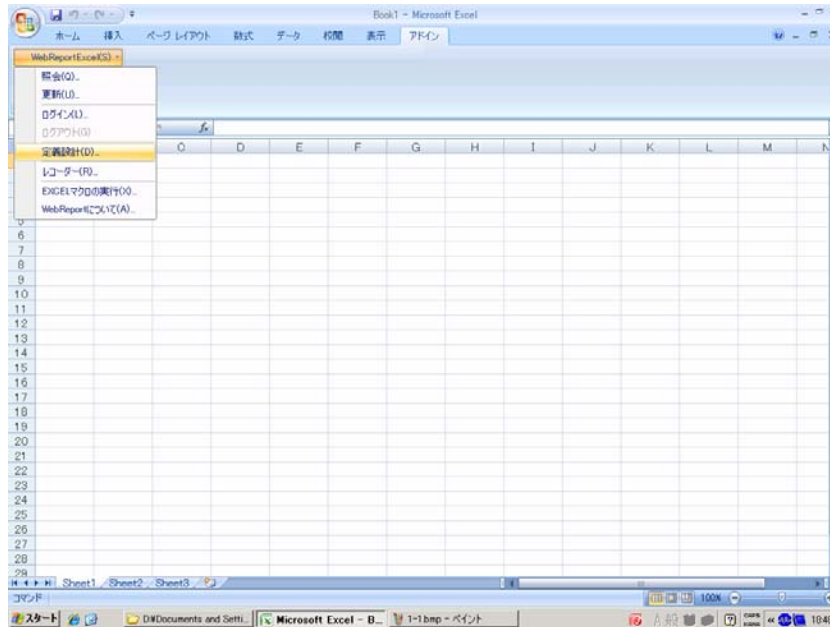 Book1 - Microsoft Excel
ホーム 挿入 ページ レイアウト 数式 データ 校閲 表示 アドイン
WebReportExcel(S)
照会(Q)...
更新(U)...
ログイン(L)...
ログアウト(G)
定義設計(D)...
レコーダー(R)...
EXCELマクロの実行(X)...
WebReportについて(A)...
fx
C D E F G H I J K L M N
5
6
7
8
9
10
11
12
13
14
15
16
17
18
19
20
21
22
23
24
25
26
27
28
29
Sheet1 Sheet2 Sheet3
コマンド 100%
スタート D:¥Documents and Setti... Microsoft Excel - B... 1-1.bmp - ペイント A 般 CAPS 18:4